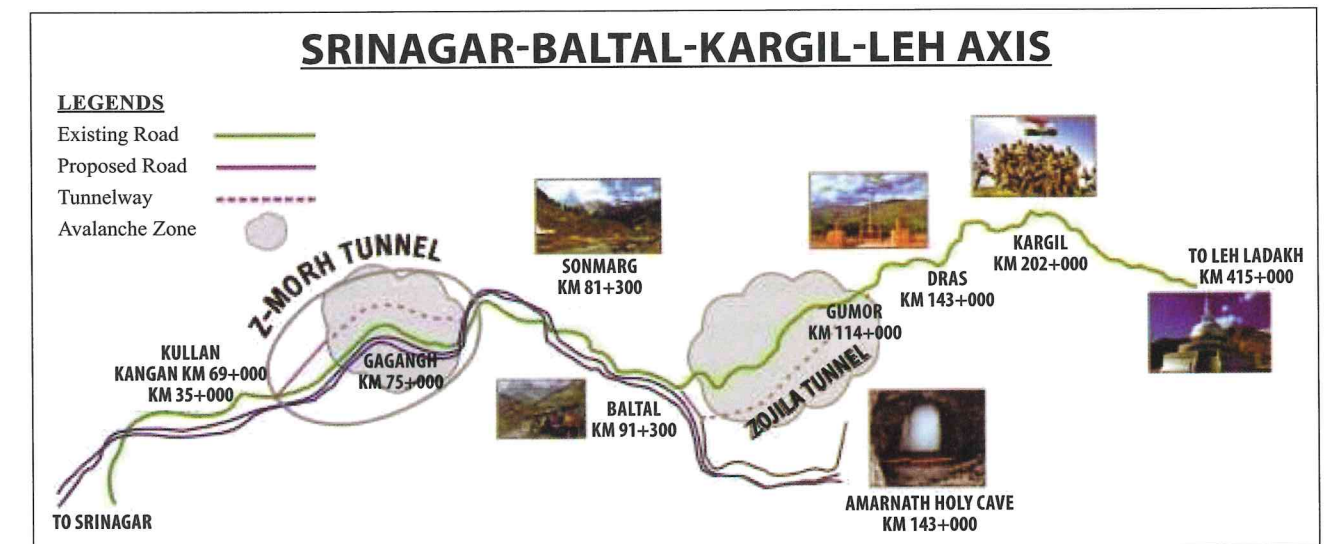 SRINAGAR-BALTAL-KARGIL-LEH AXIS
LEGENDS
Existing Road
Proposed Road
Tunnelway
Avalanche Zone
Z-MORH TUNNEL
KULLAN
KANGAN KM 69+000
KM 35+000
GAGANGH
KM 75+000
SONMARG
KM 81+300
BALTAL
KM 91+300
GUMOR
KM 114+000
ZOJILA TUNNEL
DRAS
KM 143+000
KARGIL
KM 202+000
TO LEH LADAKH
KM 415+000
AMARNATH HOLY CAVE
KM 143+000
TO SRINAGAR